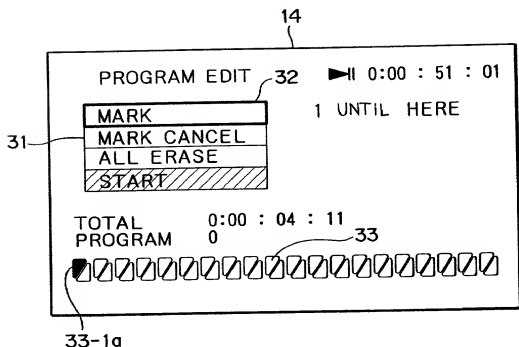 14
PROGRAM EDIT 32 0:00 : 51 : 01
MARK 1 UNTIL HERE
31 MARK CANCEL
ALL ERASE
START
TOTAL 0:00 : 04 : 11
PROGRAM 0 33
33-1a